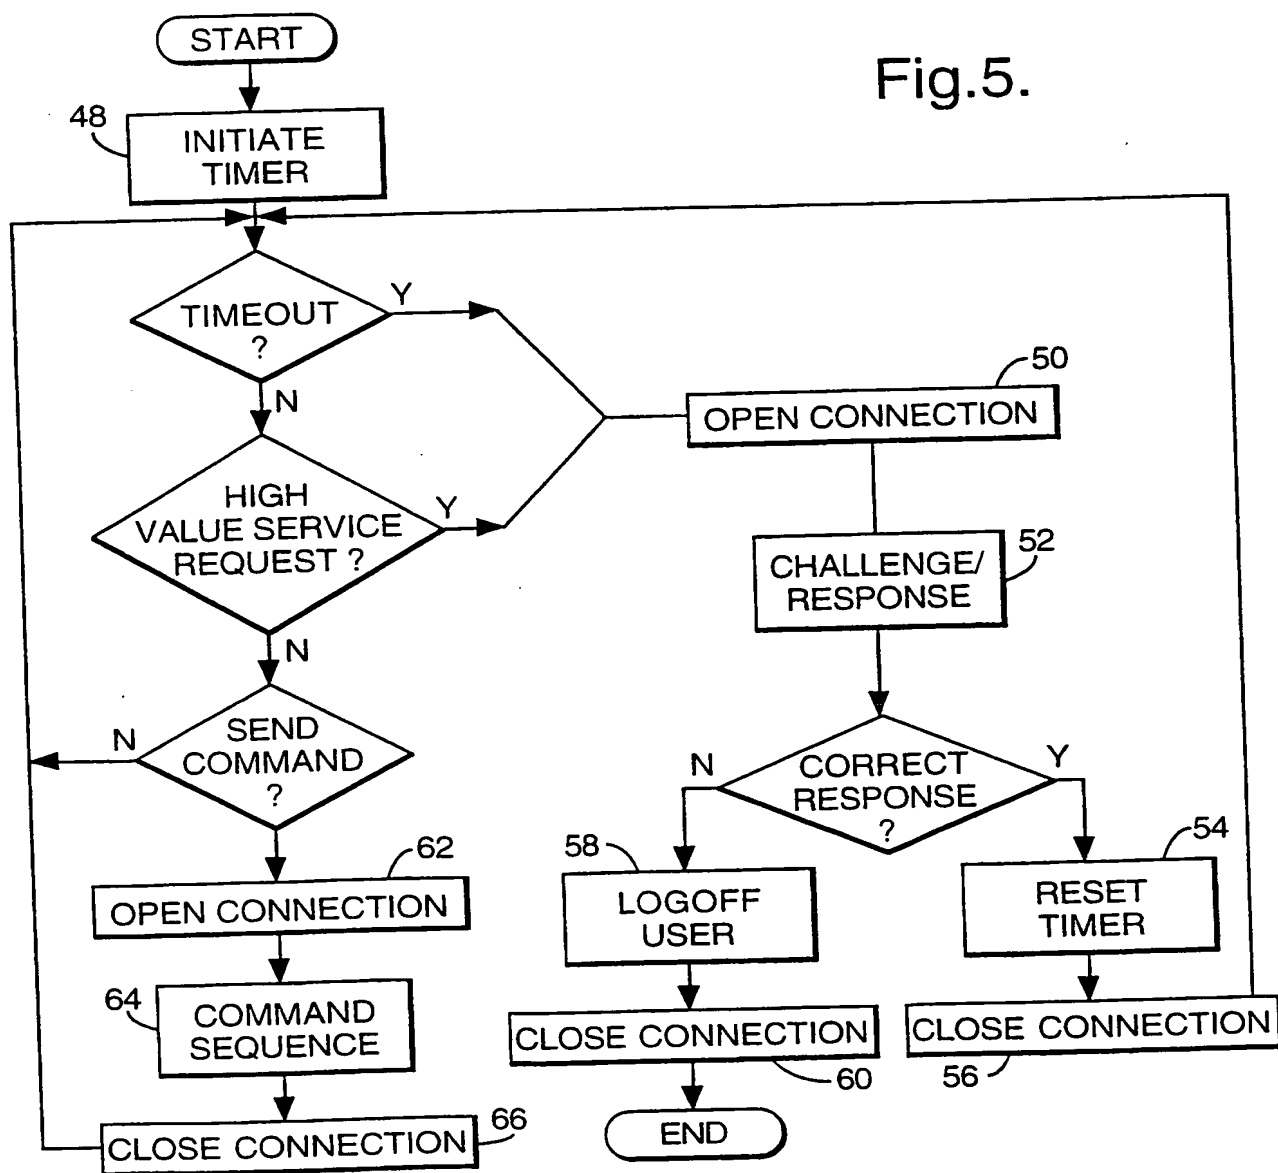 START
Fig.5.
48
INITIATE
TIMER
TIMEOUT
?
Y
N
HIGH
VALUE SERVICE
REQUEST ?
Y
N
SEND
COMMAND
?
N
62
OPEN CONNECTION
64
COMMAND
SEQUENCE
CLOSE CONNECTION
66
50
OPEN CONNECTION
CHALLENGE/
RESPONSE
52
CORRECT
RESPONSE
?
N
Y
58
LOGOFF
USER
CLOSE CONNECTION
60
END
54
RESET
TIMER
CLOSE CONNECTION
56